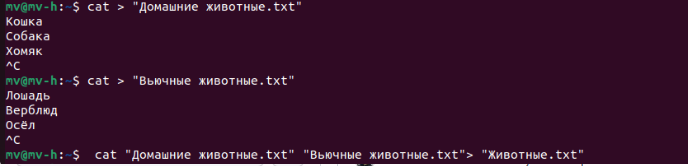 mv@mv-h:~$ cat > "Домашние животные.txt"
Кошка
Собака
Хомяк
^C
mv@mv-h:~$ cat > "Вьючные животные.txt"
Лошадь
Верблюд
Осёл
^C
mv@mv-h:~$  cat "Домашние животные.txt" "Вьючные животные.txt"> "Животные.txt"